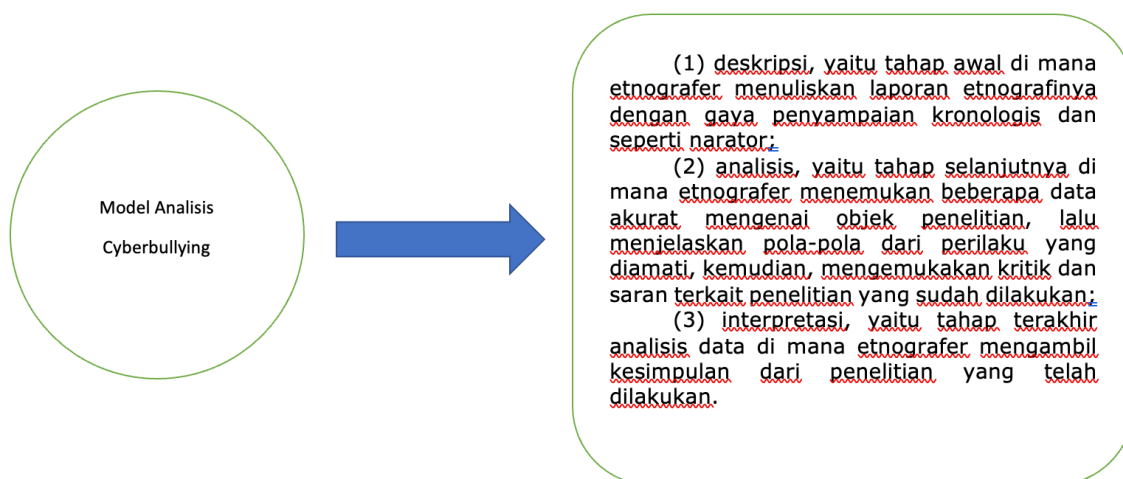 Model Analisis
Cyberbullying
(1) deskripsi, yaitu tahap awal di mana
etnografer menuliskan laporan etnografinya
dengan gaya penyampaian kronologis dan
seperti narator;
(2) analisis, yaitu tahap selanjutnya di
mana etnografer menemukan beberapa data
akurat mengenai objek penelitian, lalu
menjelaskan pola-pola dari perilaku yang
diamati, kemudian, mengemukakan kritik dan
saran terkait penelitian yang sudah dilakukan;
(3) interpretasi, yaitu tahap terakhir
analisis data di mana etnografer mengambil
kesimpulan dari penelitian yang telah
dilakukan.